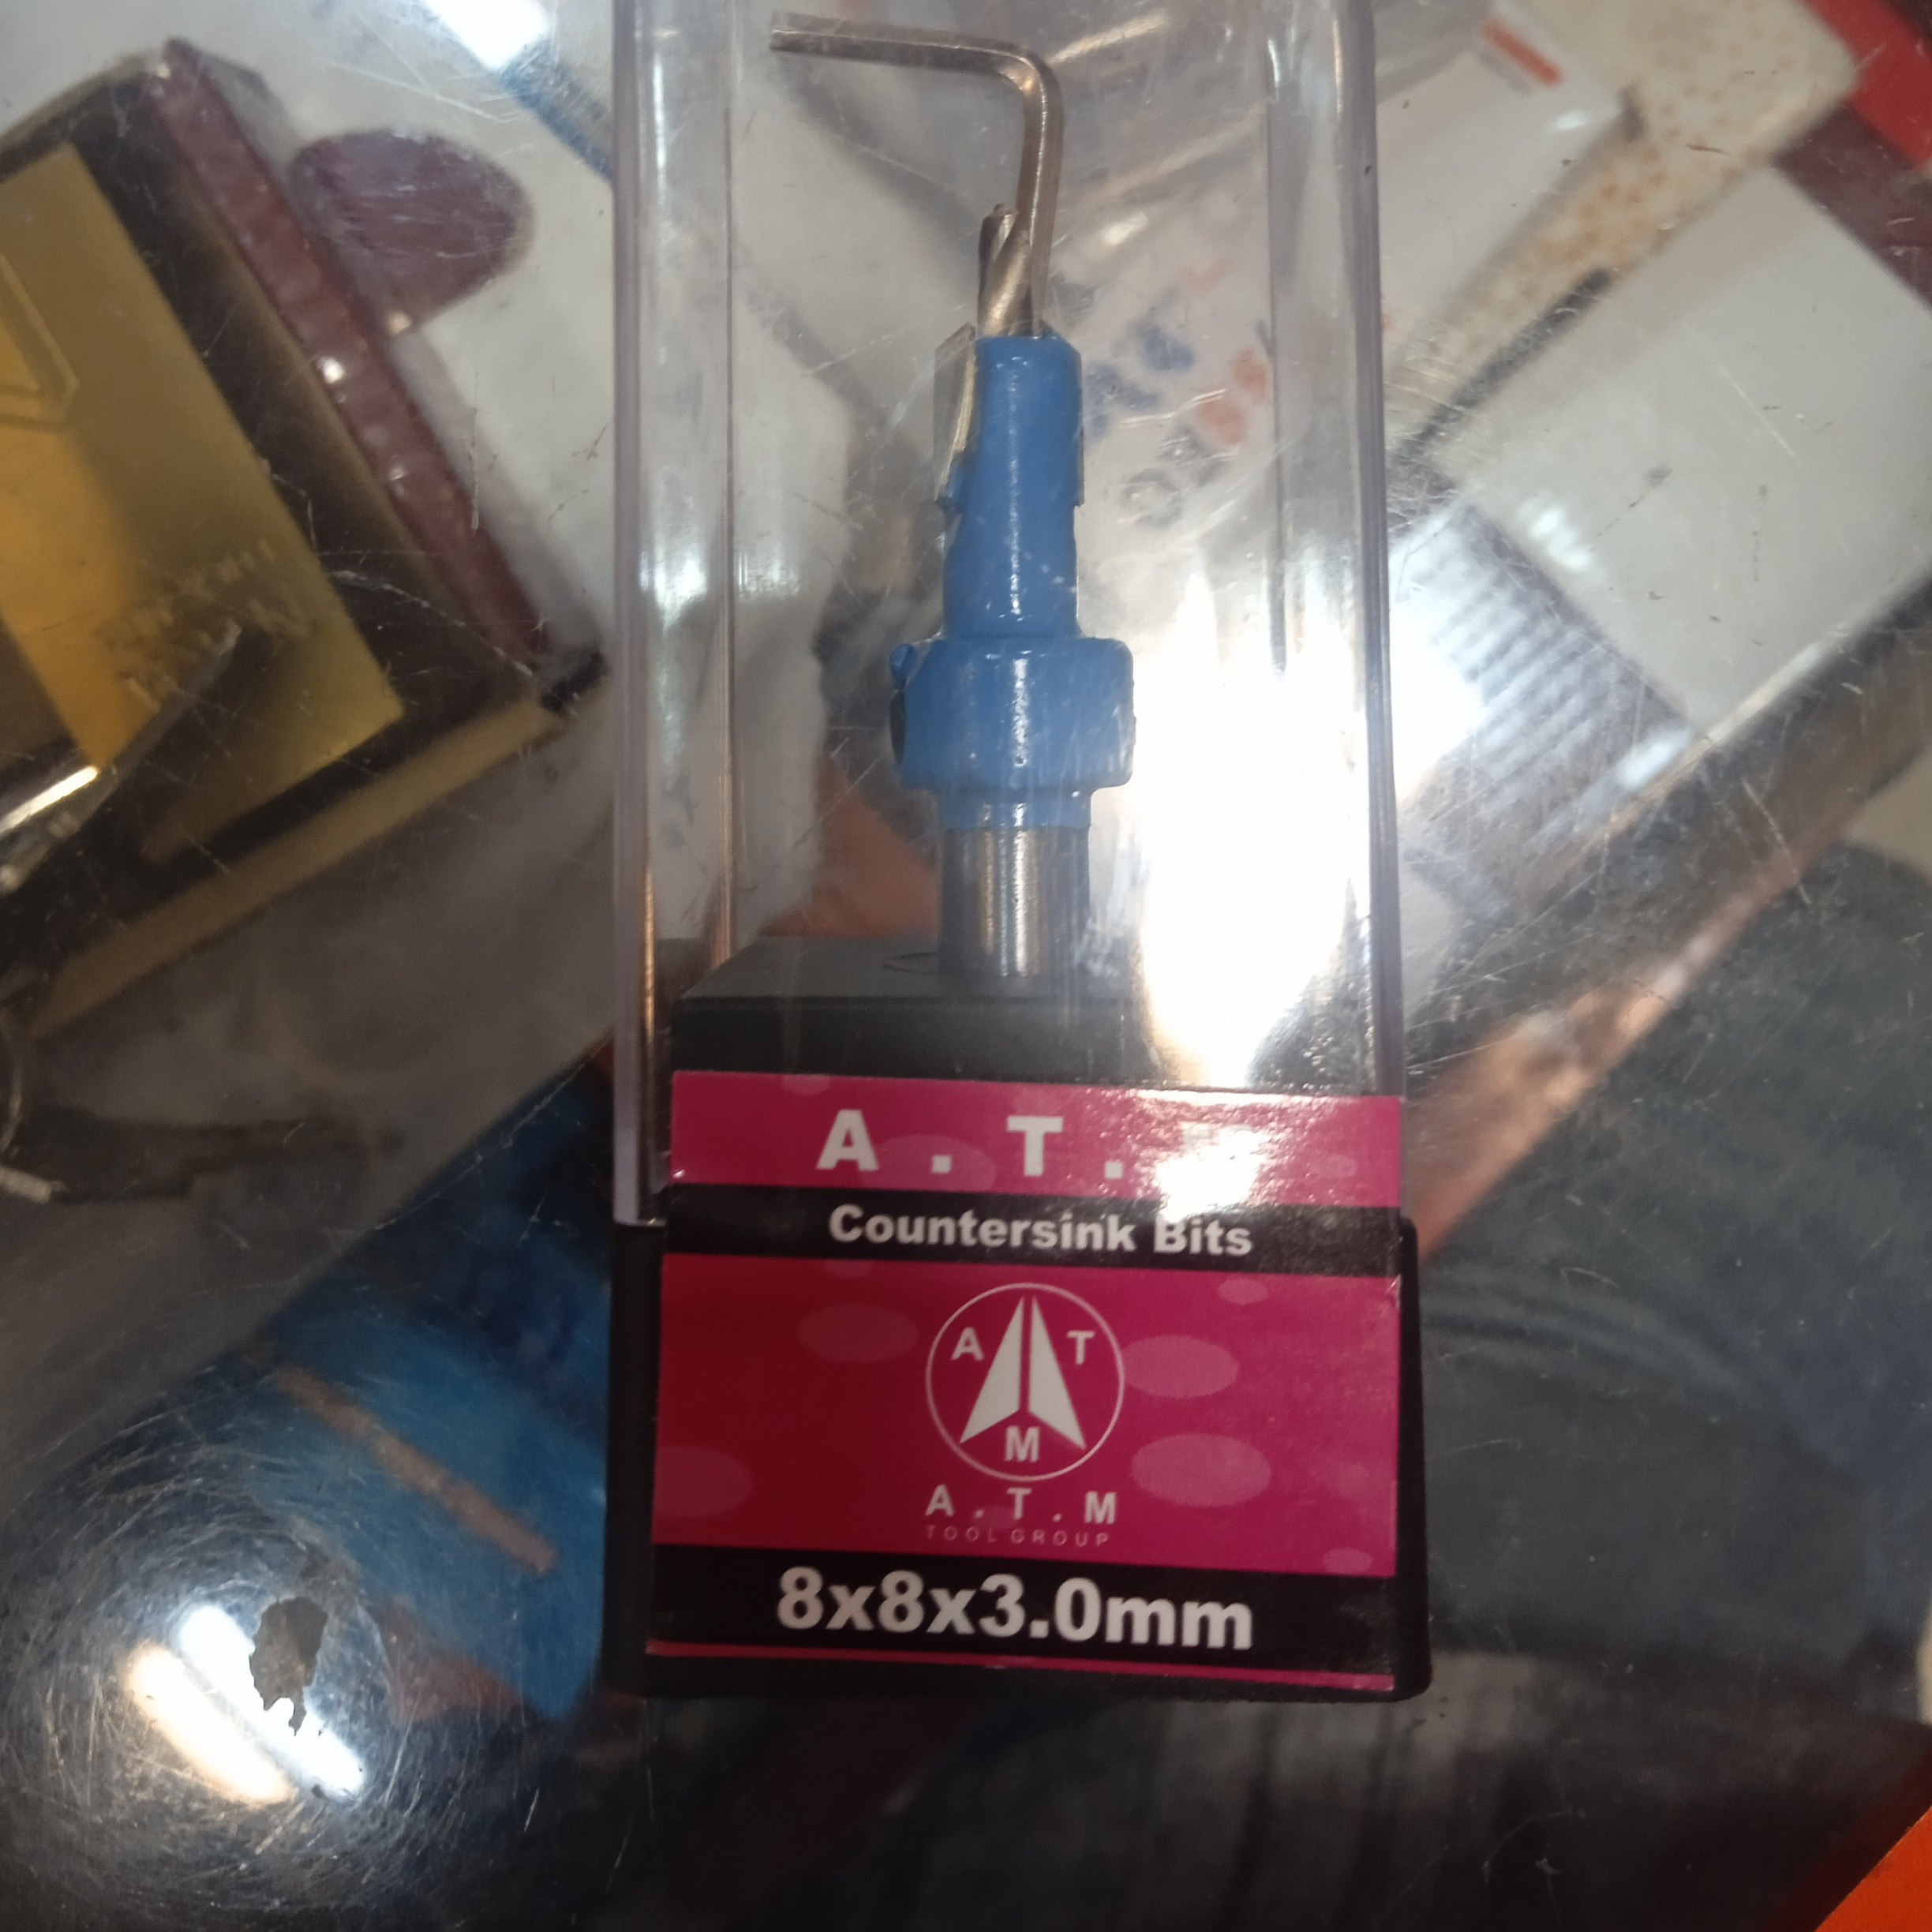 A . T .
Countersink Bits
A T
M
A . T . M
TOOL GROUP
8x8x3.0mm